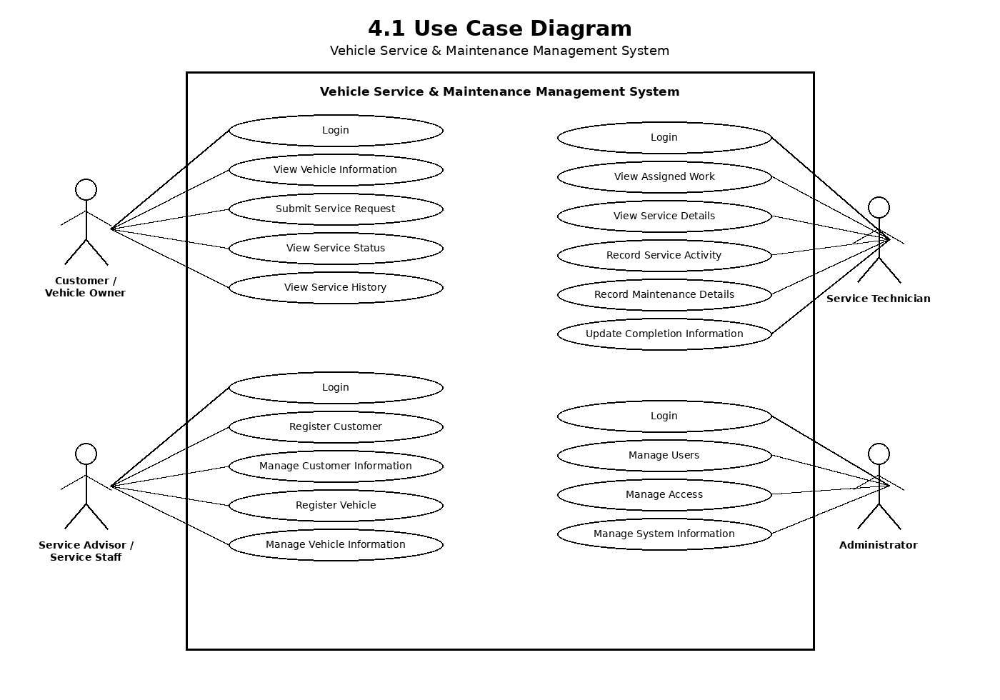 4.1 Use Case Diagram
Vehicle Service & Maintenance Management System
Vehicle Service & Maintenance Management System
Login
View Vehicle Information
Submit Service Request
View Service Status
View Service History
Customer /
Vehicle Owner
Login
View Assigned Work
View Service Details
Record Service Activity
Record Maintenance Details
Update Completion Information
Service Technician
Login
Register Customer
Manage Customer Information
Register Vehicle
Manage Vehicle Information
Service Advisor /
Service Staff
Login
Manage Users
Manage Access
Manage System Information
Administrator